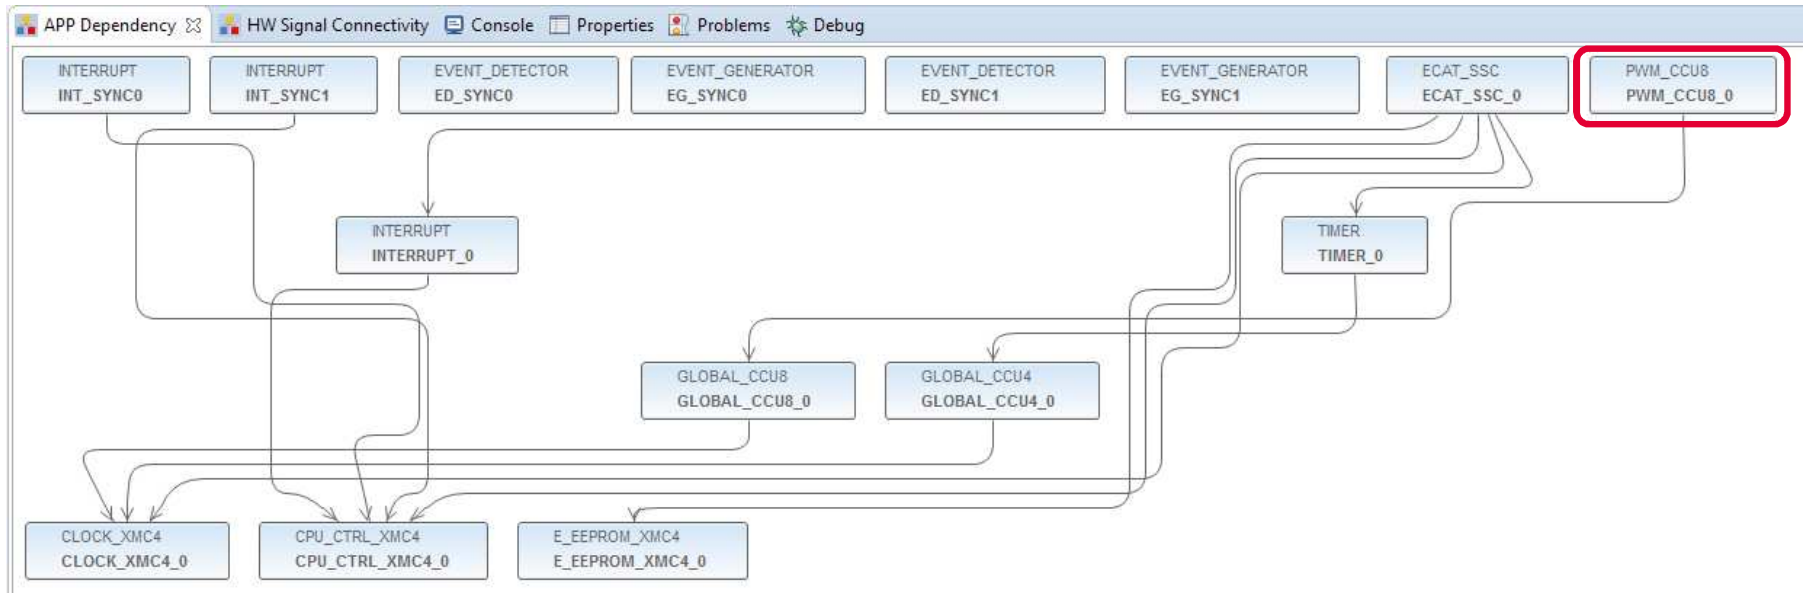 APP Dependency HW Signal Connectivity Console Properties Problems Debug
INTERRUPT
INT_SYNC0
INTERRUPT
INT_SYNC1
EVENT_DETECTOR
ED_SYNC0
EVENT_GENERATOR
EG_SYNC0
EVENT_DETECTOR
ED_SYNC1
EVENT_GENERATOR
EG_SYNC1
ECAT_SSC
ECAT_SSC_0
PWM_CCU8
PWM_CCU8_0
INTERRUPT
INTERRUPT_0
TIMER
TIMER_0
GLOBAL_CCU8
GLOBAL_CCU8_0
GLOBAL_CCU4
GLOBAL_CCU4_0
CLOCK_XMC4
CLOCK_XMC4_0
CPU_CTRL_XMC4
CPU_CTRL_XMC4_0
E_EEPROM_XMC4
E_EEPROM_XMC4_0